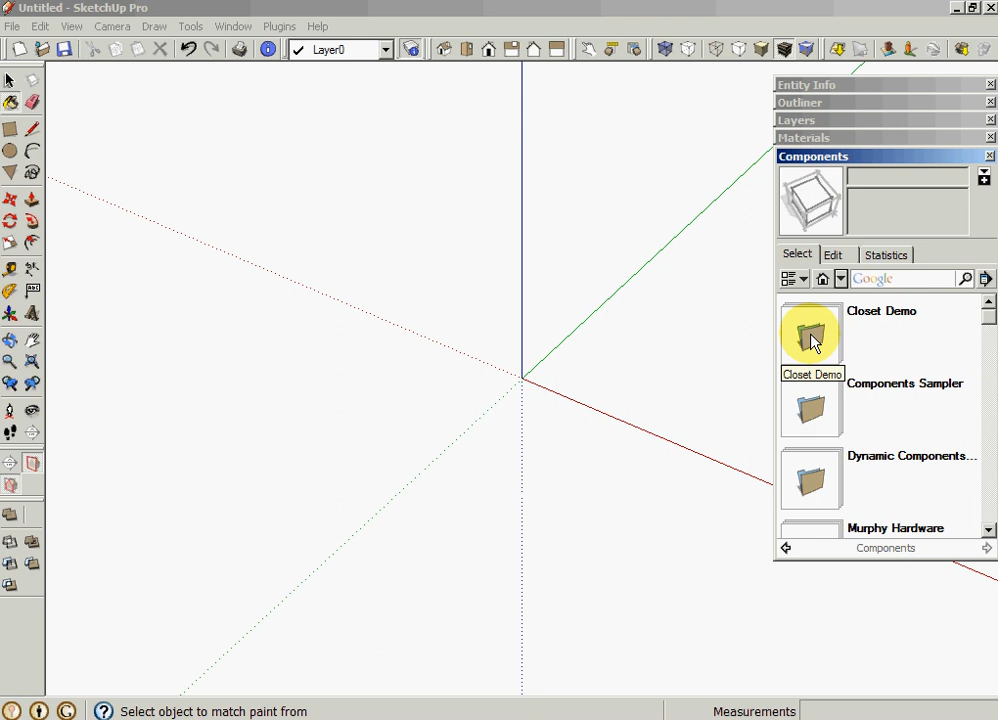 Untitled - SketchUp Pro
File Edit View Camera Draw Tools Window Plugins Help
Layer0
Entity Info
Outliner
Layers
Materials
Components
Select Edit Statistics
Google
Closet Demo
Closet Demo
Components Sampler
Dynamic Components...
Murphy Hardware
Components
Select object to match paint from
Measurements